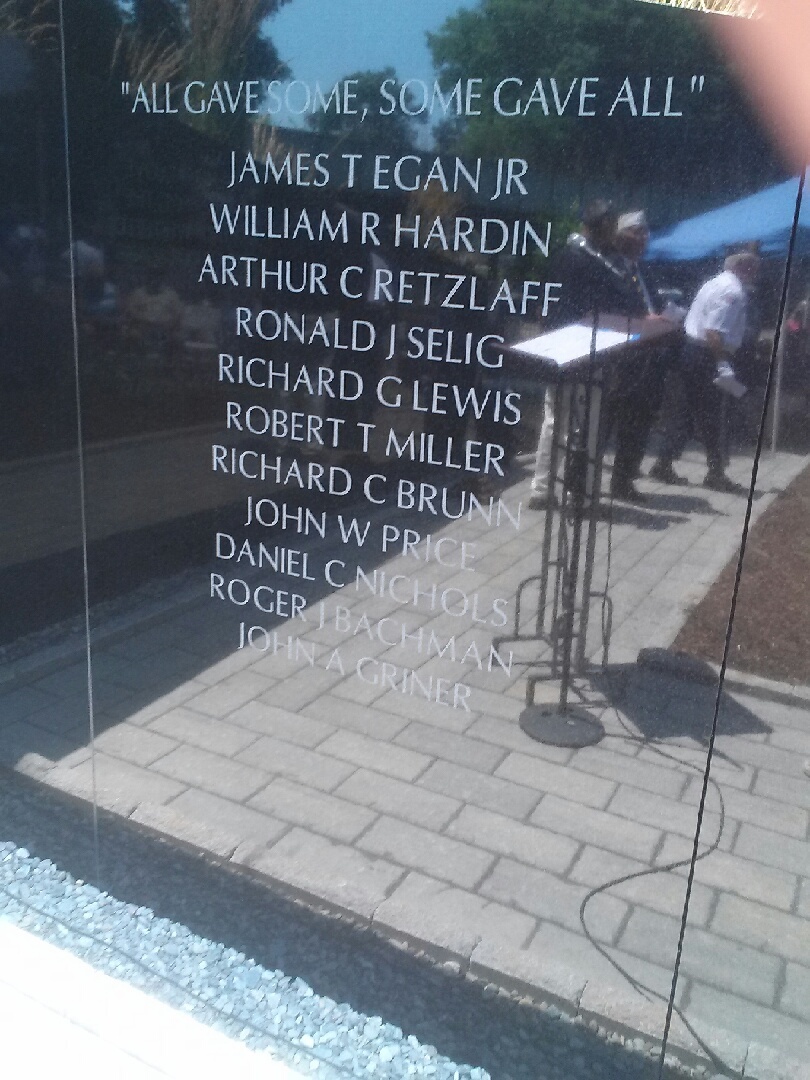 "ALL GAVE SOME, SOME GAVE ALL"
JAMES T EGAN JR
WILLIAM R HARDIN
ARTHUR C RETZLAFF
RONALD J SELIG
RICHARD G LEWIS
ROBERT T MILLER
RICHARD C BRUNN
JOHN W PRICE
DANIEL C NICHOLS
ROGER J BACHMAN
JOHN A GRINER